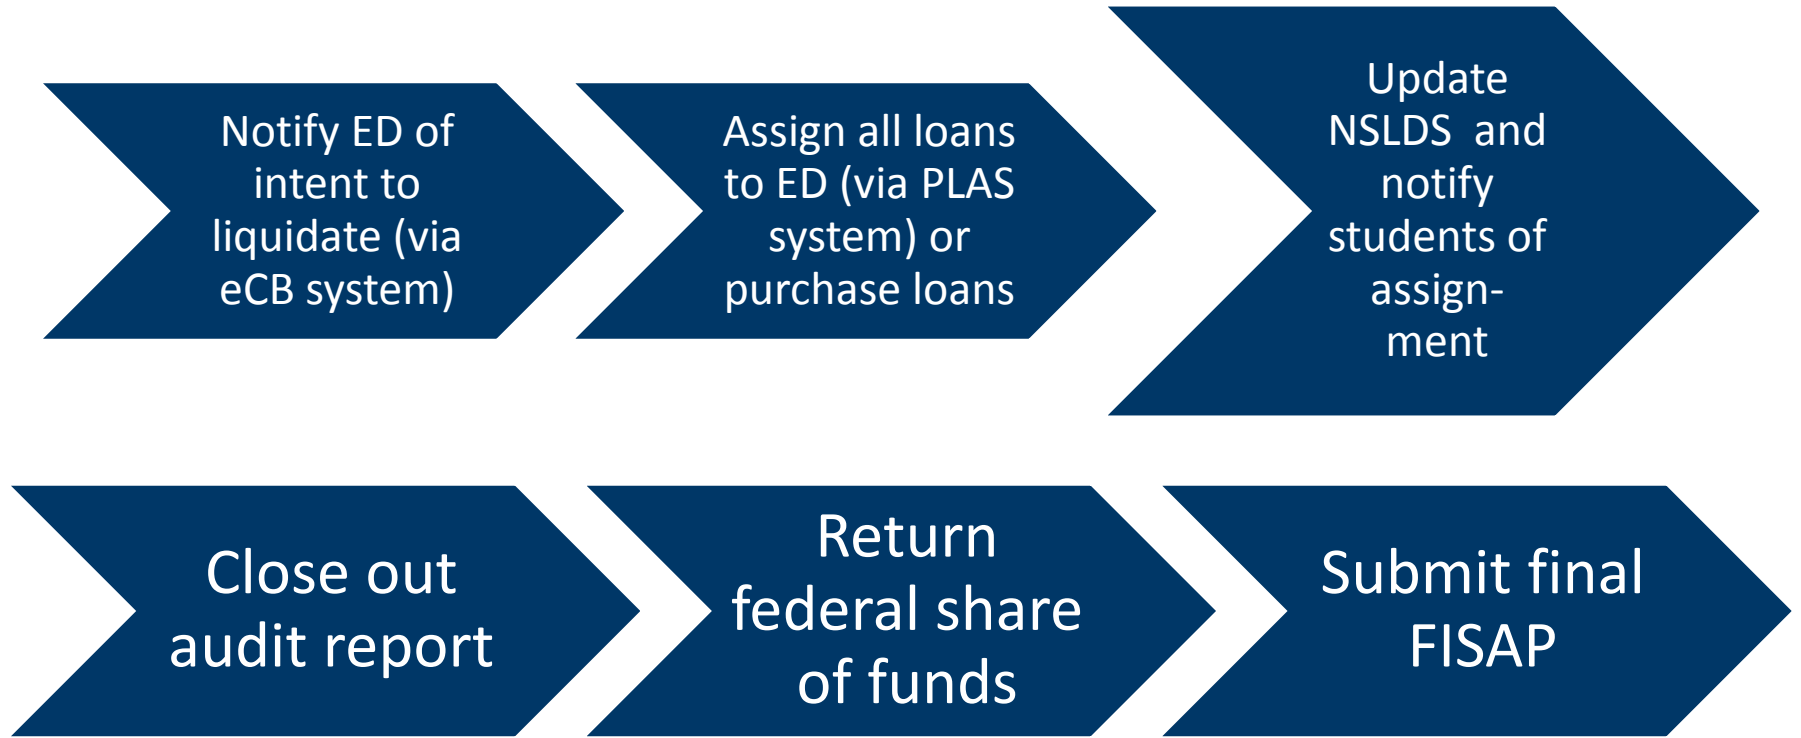 Notify ED of
intent to
liquidate (via
eCB system)
Assign all loans
to ED (via PLAS
system) or
purchase loans
Update
NSLDS  and
notify
students of
assign-
ment
Close out
audit report
Return
federal share
of funds
Submit final
FISAP